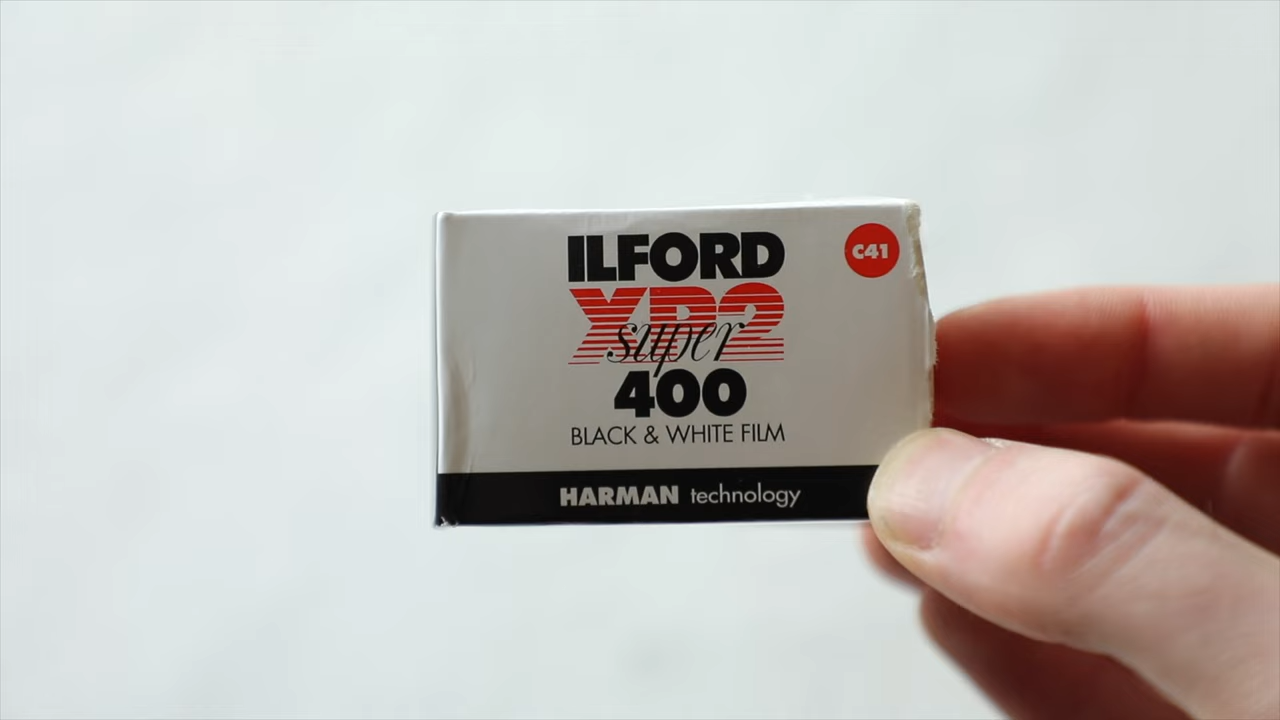 ILFORD
C41
XP2
super
400
BLACK & WHITE FILM
HARMAN technology